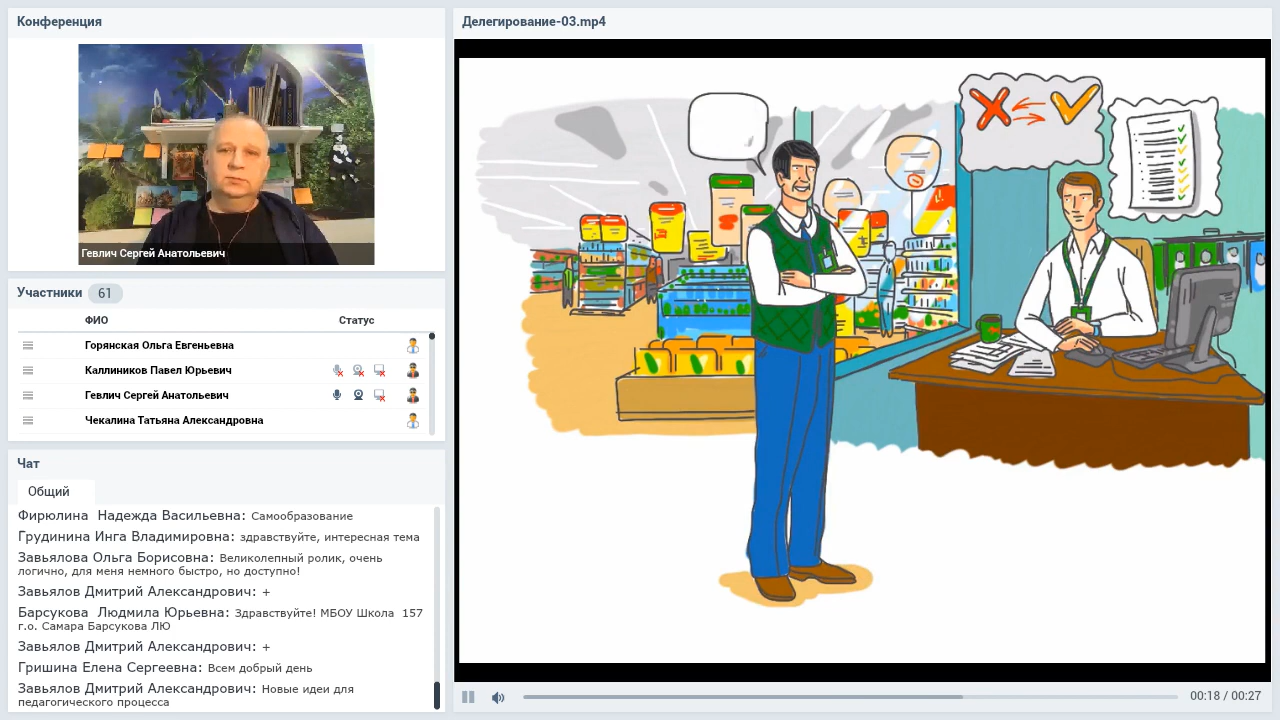 Конференция
Гевлич Сергей Анатольевич
Участники 61
ФИО Статус
Горянская Ольга Евгеньевна
Каллиников Павел Юрьевич
Гевлич Сергей Анатольевич
Чекалина Татьяна Александровна
Чат
Общий
Фирюлина Надежда Васильевна: Самообразование
Грудинина Инга Владимировна: здравствуйте, интересная тема
Завьялова Ольга Борисовна: Великолепный ролик, очень
логично, для меня немного быстро, но доступно!
Завьялов Дмитрий Александрович: +
Барсукова Людмила Юрьевна: Здравствуйте! МБОУ Школа 157
г.о. Самара Барсукова ЛЮ
Завьялов Дмитрий Александрович: +
Гришина Елена Сергеевна: Всем добрый день
Завьялов Дмитрий Александрович: Новые идеи для
педагогического процесса
Делегирование-03.mp4
00:18 / 00:27